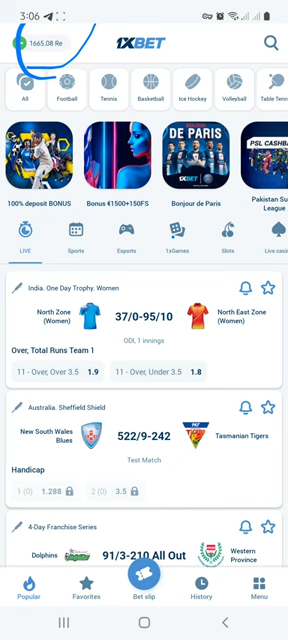 3:06
1665.08 Re
1XBET
All
Football
Tennis
Basketball
Ice Hockey
Volleyball
Table Tenn
DE PARIS
1XBET
PSL CASHBA
100% deposit BONUS
Bonus €1500+150FS
Bonjour de Paris
Pakistan Su
League
LIVE
Sports
Esports
1xGames
Slots
Live casi
India. One Day Trophy. Women
North Zone
(Women)
37/0-95/10
North East Zone
(Women)
ODI, 1 innings
Over, Total Runs Team 1
11 - Over, Over 3.5 1.9
11 - Over, Under 3.5 1.8
Australia. Sheffield Shield
New South Wales
Blues
522/9-242
Tasmanian Tigers
Test Match
Handicap
1 (0) 1.288
2 (0) 3.5
4-Day Franchise Series
Dolphins
91/3-210 All Out
Western
Province
Popular
Favorites
Bet slip
History
Menu